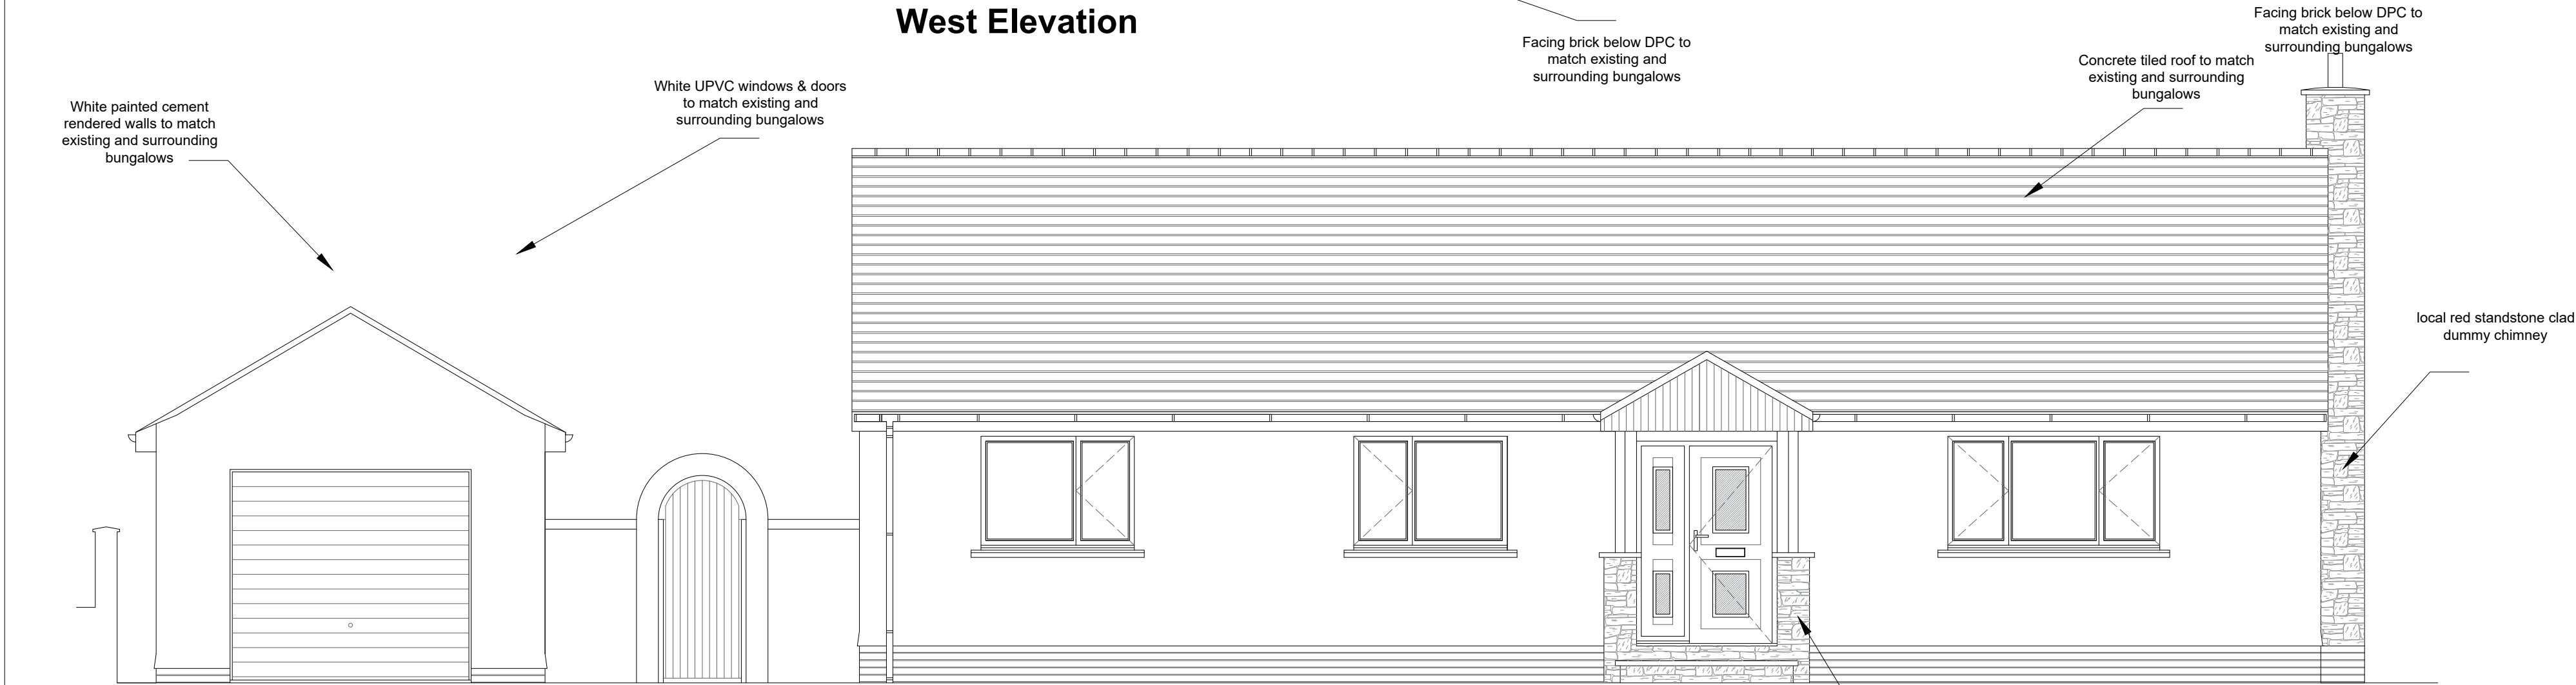 West Elevation
White painted cement
rendered walls to match
existing and surrounding
bungalows
White UPVC windows & doors
to match existing and
surrounding bungalows
Facing brick below DPC to
match existing and
surrounding bungalows
Concrete tiled roof to match
existing and surrounding
bungalows
Facing brick below DPC to
match existing and
surrounding bungalows
local red standstone clad
dummy chimney